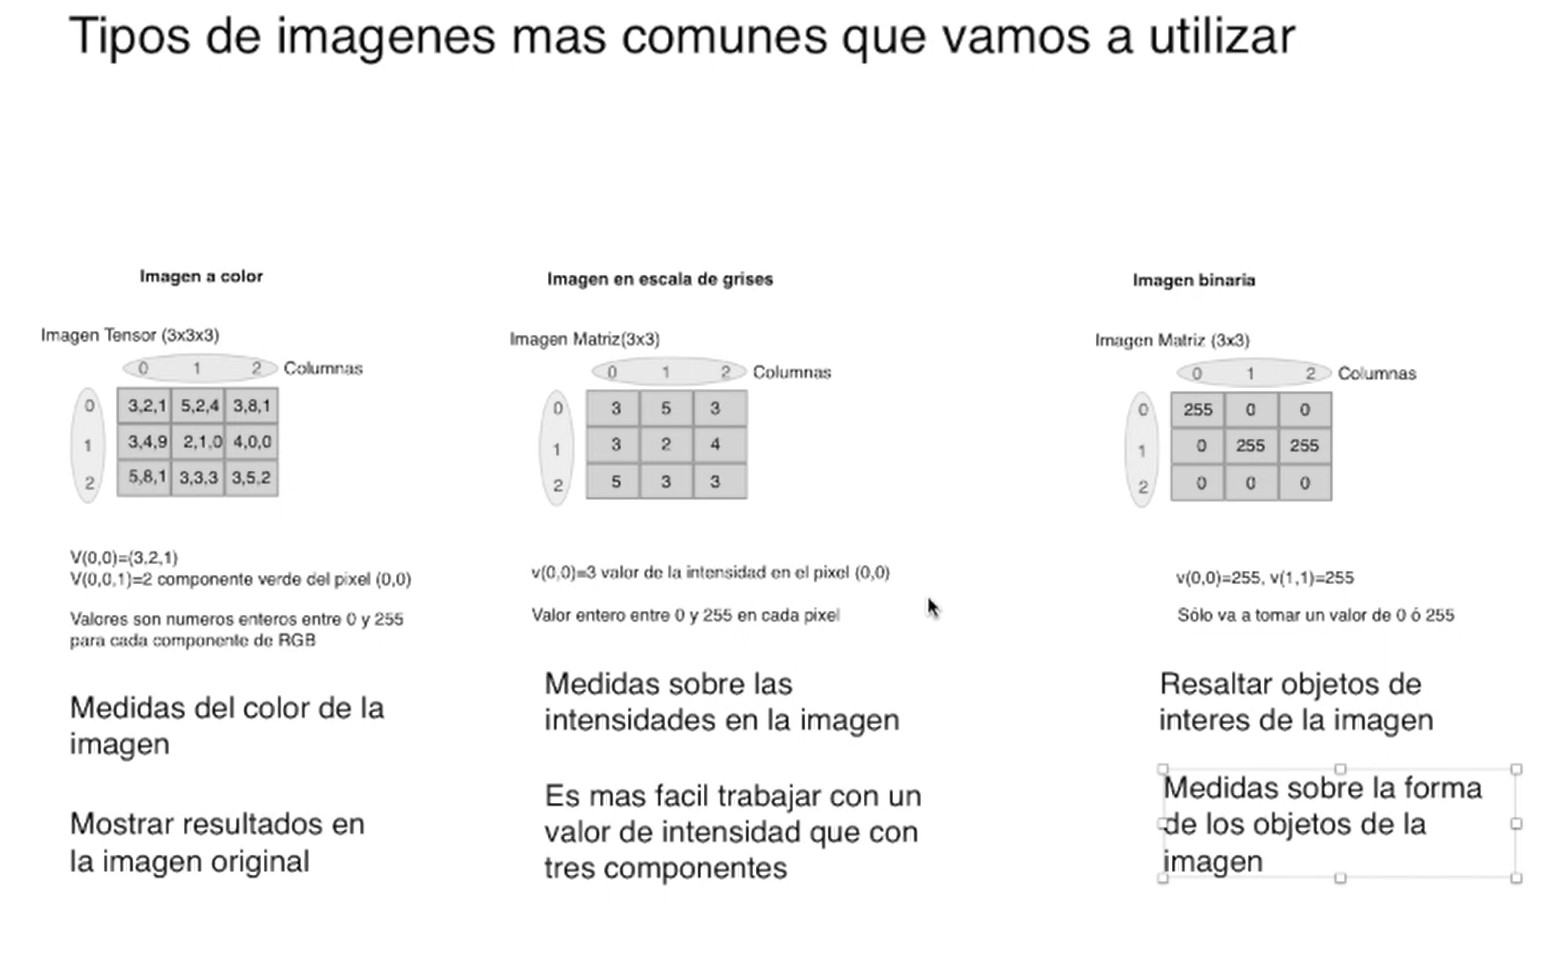 Tipos de imagenes mas comunes que vamos a utilizar
Imagen a color
Imagen Tensor (3x3x3)
0 1 2 Columnas
0 3,2,1 5,2,4 3,8,1
1 3,4,9 2,1,0 4,0,0
2 5,8,1 3,3,3 3,5,2
V(0,0)=(3,2,1)
V(0,0,1)=2 componente verde del pixel (0,0)
Valores son numeros enteros entre 0 y 255
para cada componente de RGB
Medidas del color de la
imagen
Mostrar resultados en
la imagen original
Imagen en escala de grises
Imagen Matriz(3x3)
0 1 2 Columnas
0 3 5 3
1 3 2 4
2 5 3 3
v(0,0)=3 valor de la intensidad en el pixel (0,0)
Valor entero entre 0 y 255 en cada pixel
Medidas sobre las
intensidades en la imagen
Es mas facil trabajar con un
valor de intensidad que con
tres componentes
Imagen binaria
Imagen Matriz (3x3)
0 1 2 Columnas
0 255 0 0
1 0 255 255
2 0 0 0
v(0,0)=255, v(1,1)=255
Sólo va a tomar un valor de 0 ó 255
Resaltar objetos de
interes de la imagen
Medidas sobre la forma
de los objetos de la
imagen